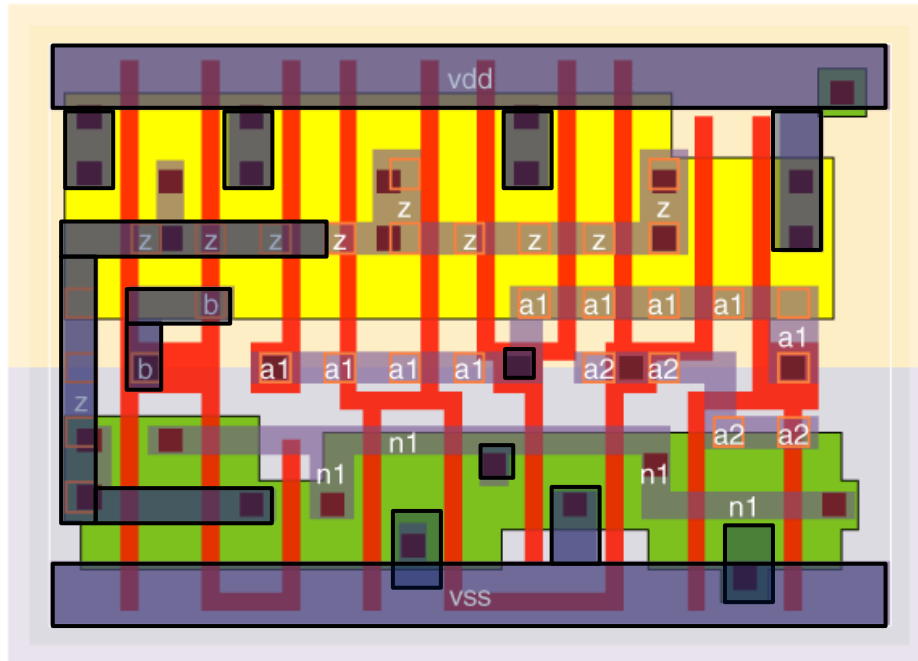 vdd
z
z
z z z z z z z
b a1 a1 a1 a1
a1
b a1 a1 a1 a1 a2 a2
z
n1 a2 a2
n1 n1
n1
vss